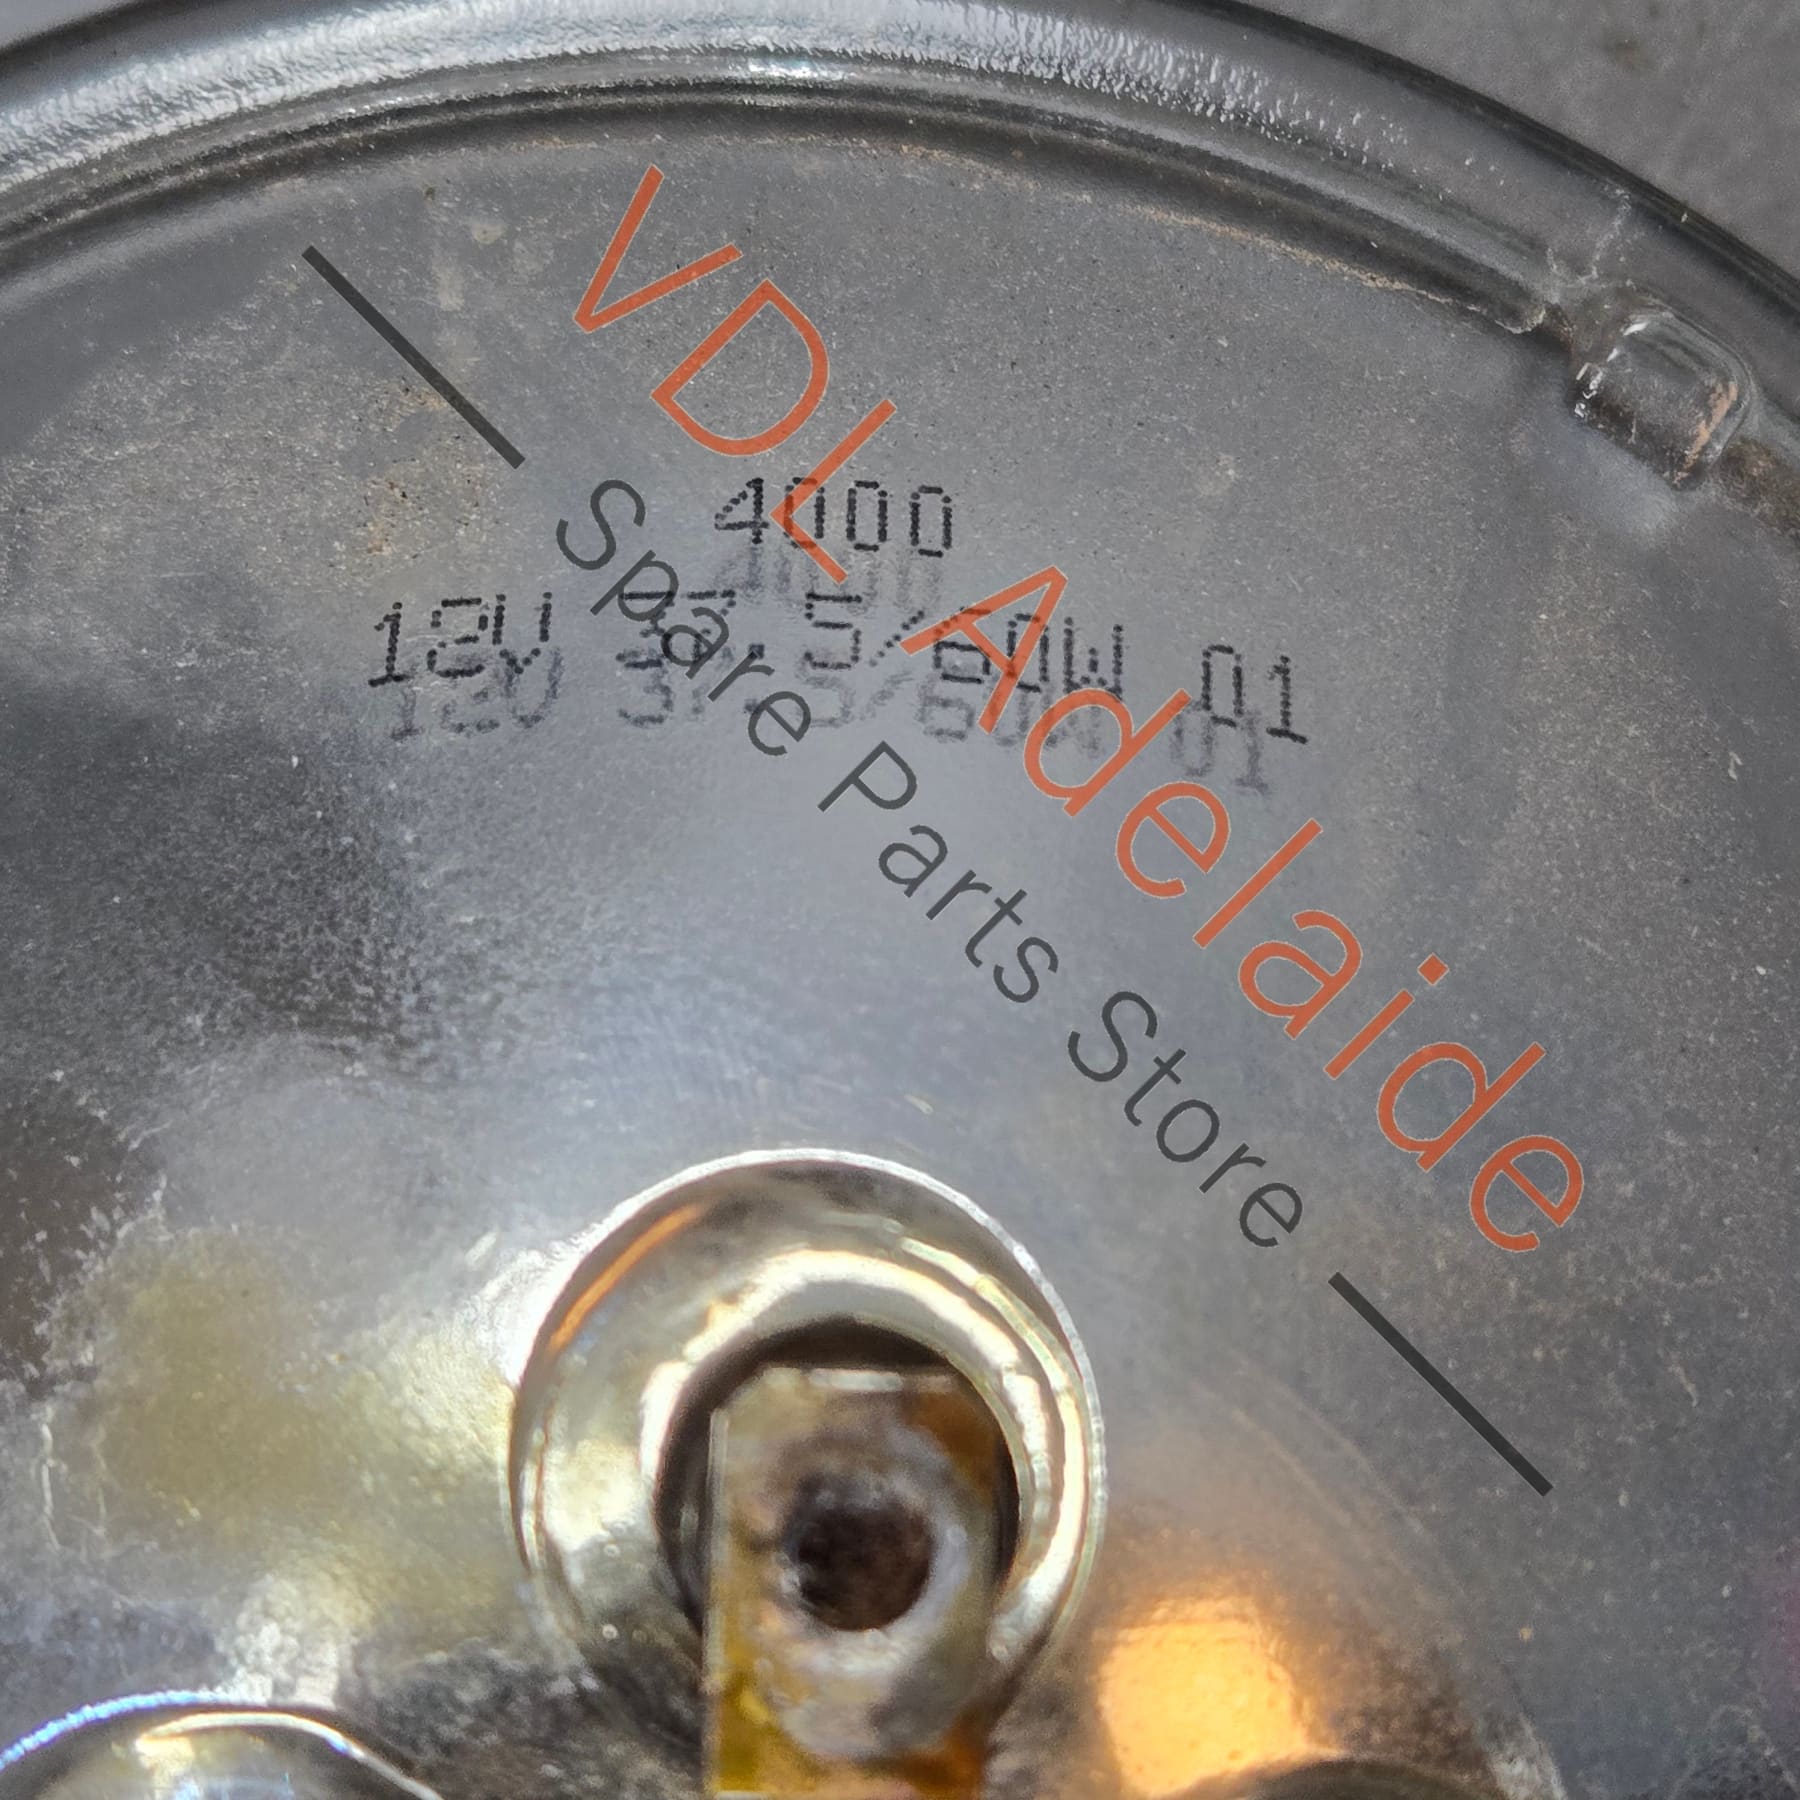 VDL Adelaide
Spare Parts Store
4000
12V 37.5/60W 01